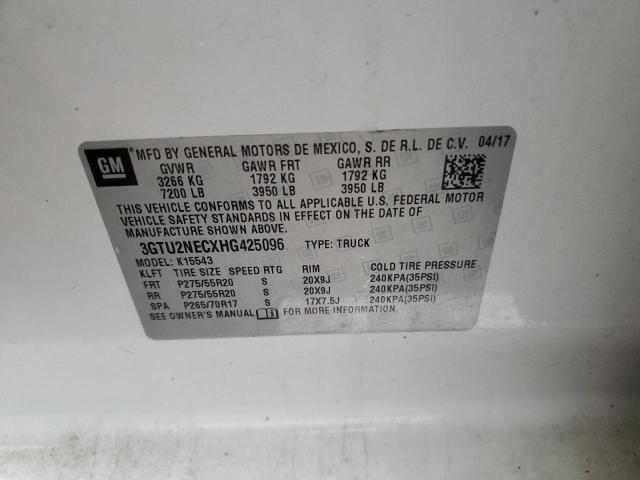 GM
MFD BY GENERAL MOTORS DE MEXICO, S. DE R.L. DE C.V. 04/17
GVWR GAWR FRT GAWR RR
3266 KG 1792 KG 1792 KG
7200 LB 3950 LB 3950 LB
THIS VEHICLE CONFORMS TO ALL APPLICABLE U.S. FEDERAL MOTOR
VEHICLE SAFETY STANDARDS IN EFFECT ON THE DATE OF
MANUFACTURE SHOWN ABOVE.
3GTU2NECXHG425096 TYPE: TRUCK
MODEL: K15543
KLFT TIRE SIZE SPEED RTG RIM COLD TIRE PRESSURE
FRT P275/55R20 S 20X9J 240KPA(35PSI)
RR P275/55R20 S 20X9J 240KPA(35PSI)
SPA P265/70R17 S 17X7.5J 240KPA(35PSI)
SEE OWNER'S MANUAL FOR MORE INFORMATION.